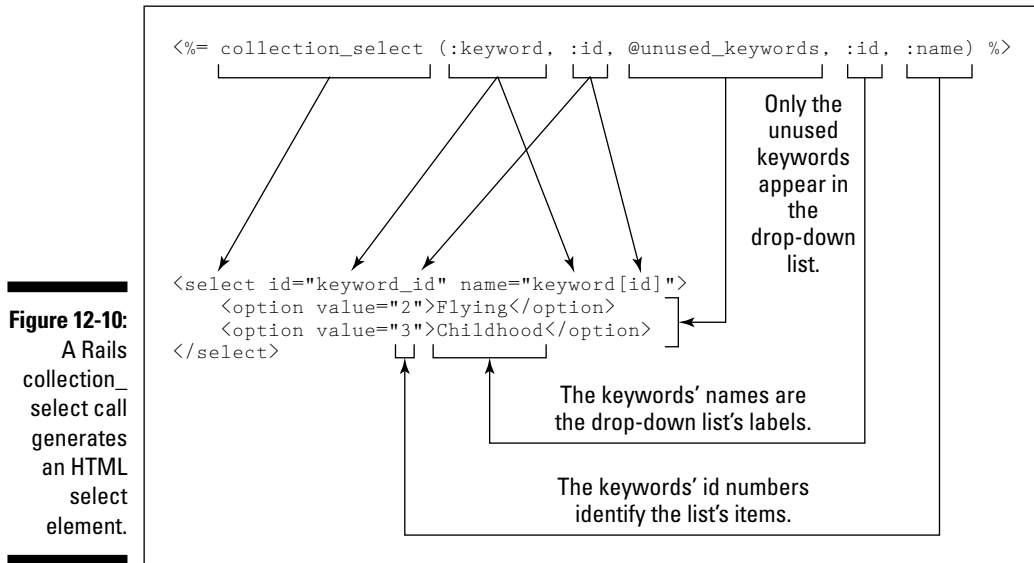 <%= collection_select (:keyword, :id, @unused_keywords, :id, :name) %>
Only the
unused
keywords
appear in
the
drop-down
list.
<select id="keyword_id" name="keyword[id]">
<option value="2">Flying</option>
<option value="3">Childhood</option>
</select>
The keywords’ names are
the drop-down list’s labels.
The keywords’ id numbers
identify the list’s items.
Figure 12-10:
A Rails
collection_
select call
generates
an HTML
select
element.